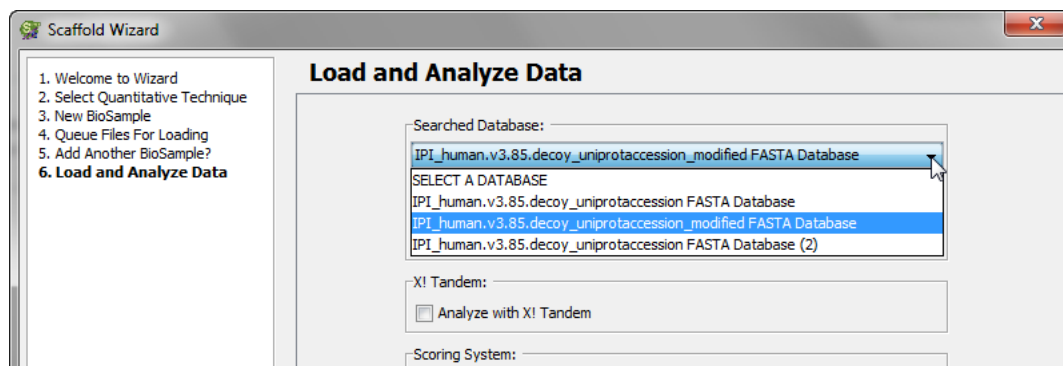 Scaffold Wizard
X
1. Welcome to Wizard
2. Select Quantitative Technique
3. New BioSample
4. Queue Files For Loading
5. Add Another BioSample?
6. Load and Analyze Data
Load and Analyze Data
Searched Database:
IPI_human.v3.85.decoy_uniprotaccession_modified FASTA Database
SELECT A DATABASE
IPI_human.v3.85.decoy_uniprotaccession FASTA Database
IPI_human.v3.85.decoy_uniprotaccession_modified FASTA Database
IPI_human.v3.85.decoy_uniprotaccession FASTA Database (2)
X! Tandem:
Analyze with X! Tandem
Scoring System: